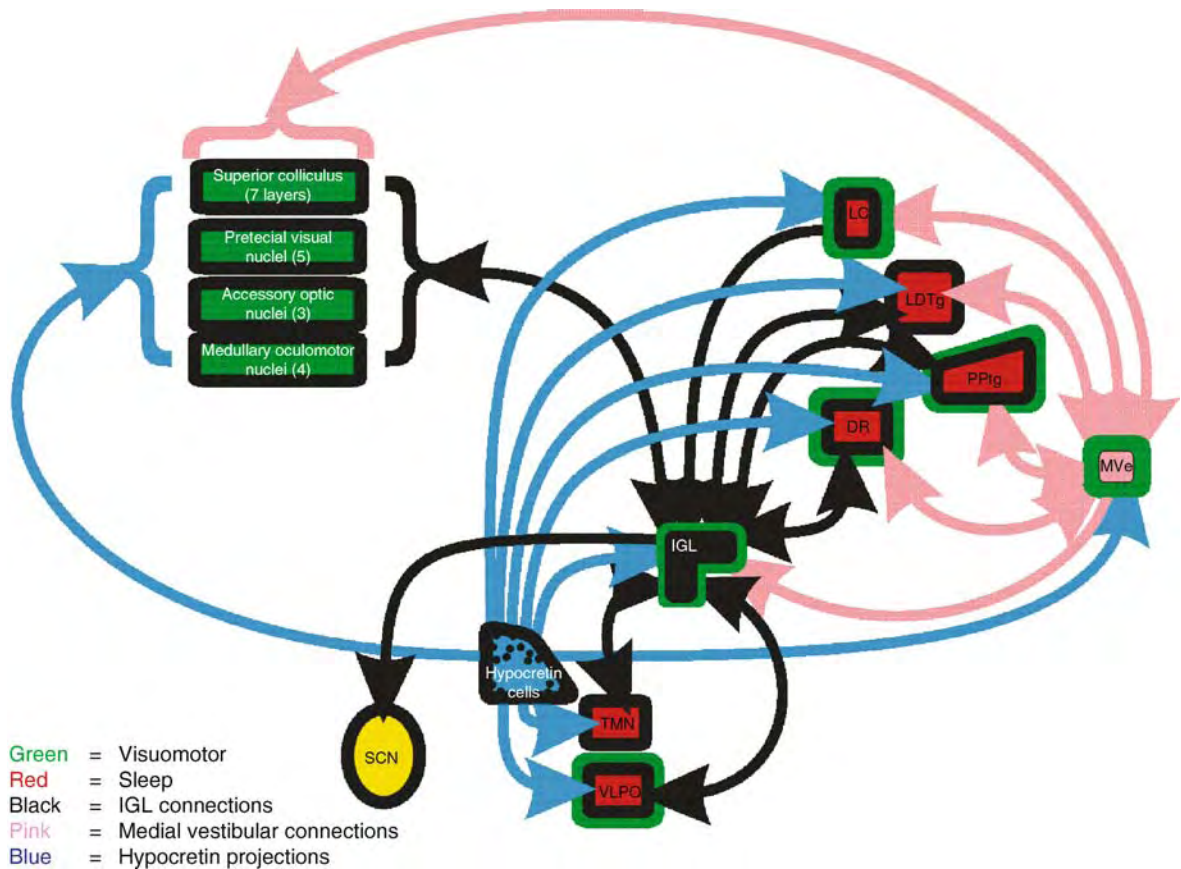 Superior colliculus
(7 layers)
Pretecial visual
nuclei (5)
Accessory optic
nuclei (3)
Medullary oculomotor
nuclei (4)
LC
LDTg
PPtg
DR
MVe
IGL
Hypocretin
cells
TMN
SCN
VLPO
Green = Visuomotor
Red = Sleep
Black = IGL connections
Pink = Medial vestibular connections
Blue = Hypocretin projections